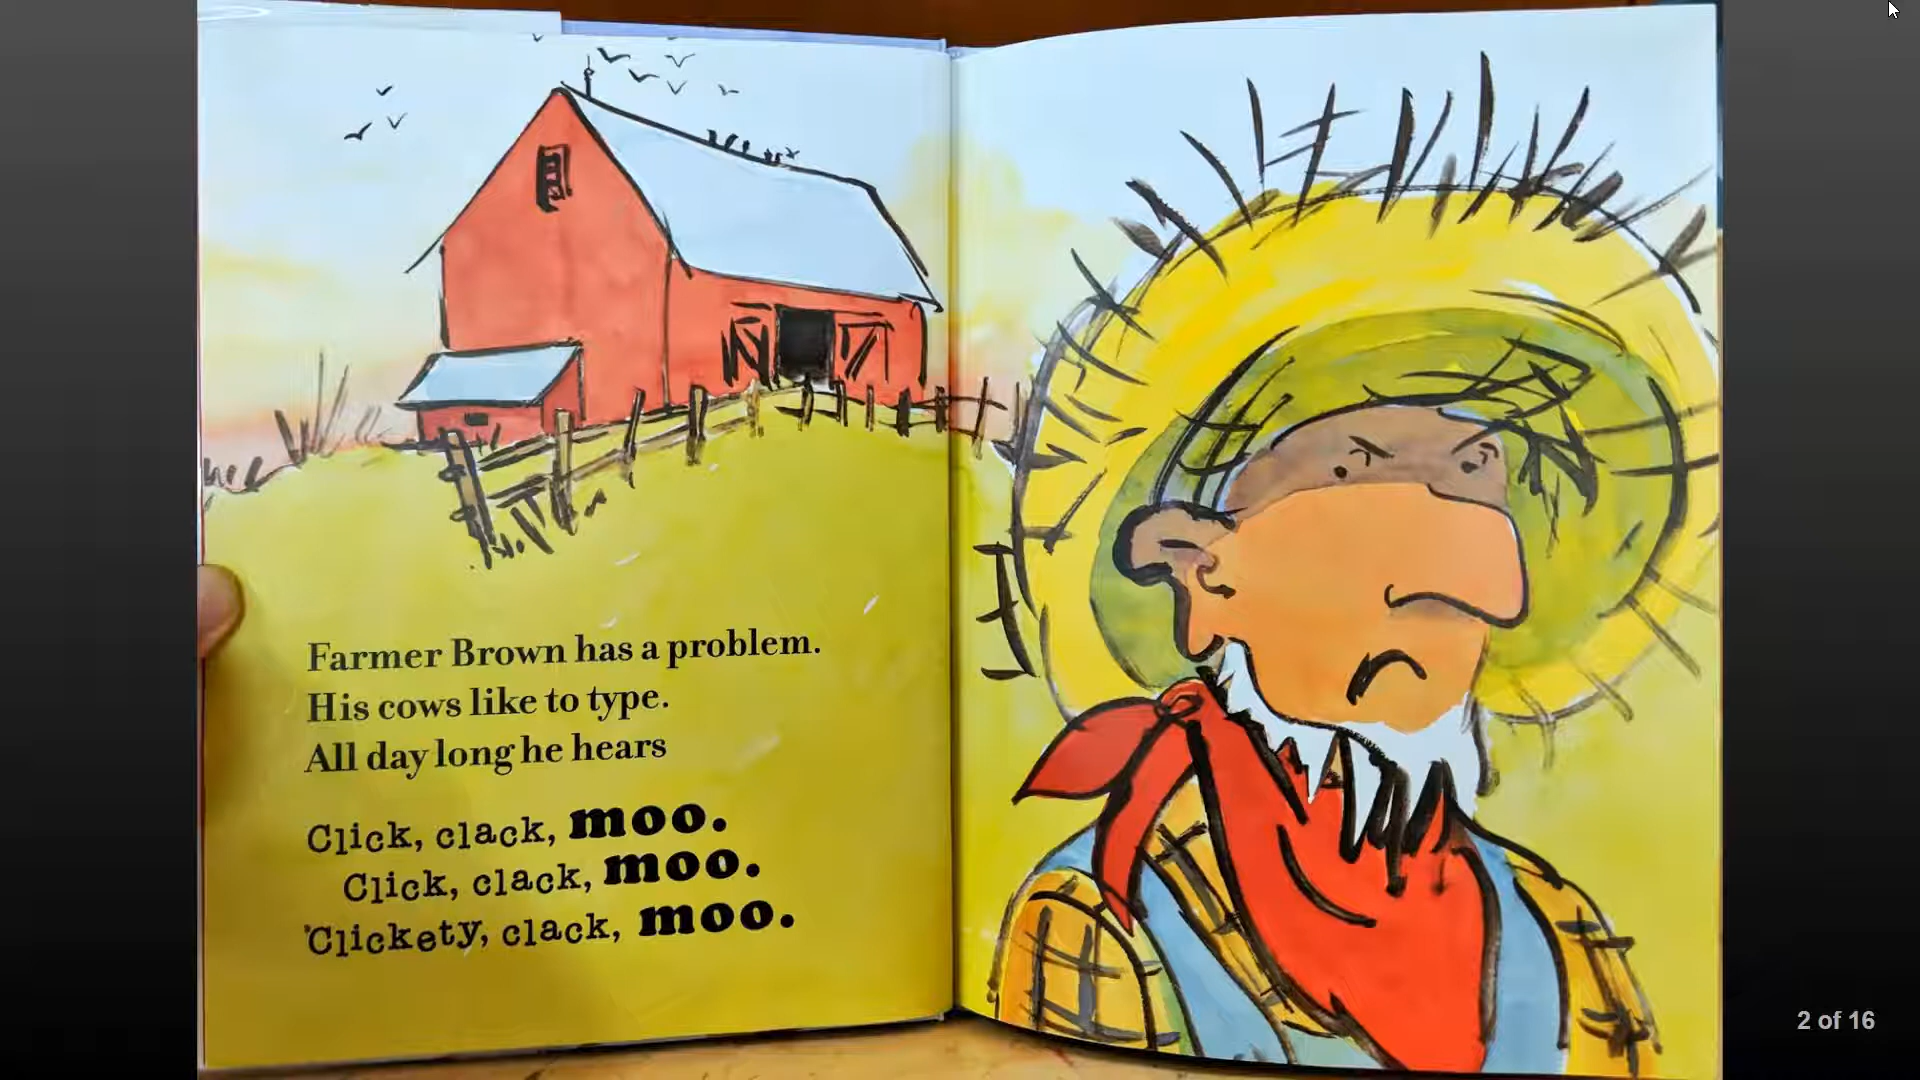 Farmer Brown has a problem.
His cows like to type.
All day long he hears
Click, clack, moo.
Click, clack, moo.
Clickety, clack, moo.
2 of 16